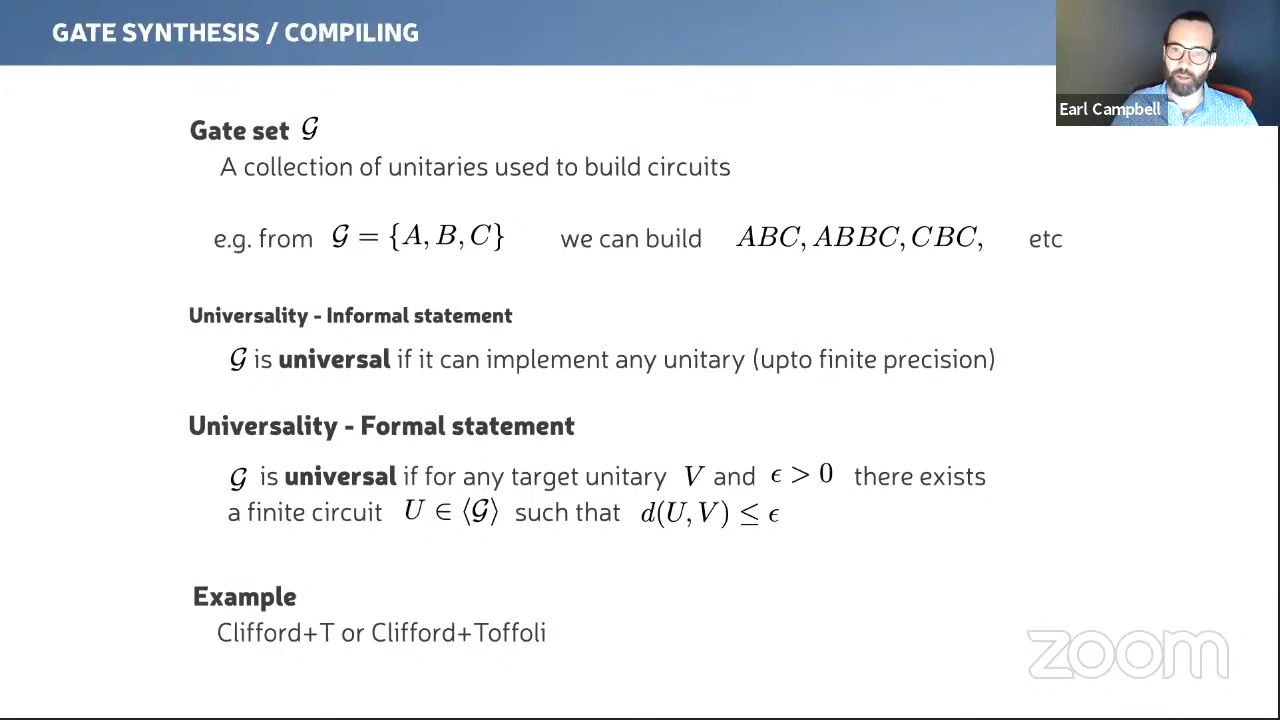 GATE SYNTHESIS / COMPILING
Earl Campbell
Gate set 𝒢
A collection of unitaries used to build circuits
e.g. from 𝒢 = {A, B, C} we can build ABC, ABBC, CBC, etc
Universality - Informal statement
𝒢 is universal if it can implement any unitary (upto finite precision)
Universality - Formal statement
𝒢 is universal if for any target unitary V and ϵ > 0 there exists
a finite circuit U ∈ ⟨𝒢⟩ such that d(U, V) ≤ ϵ
Example
Clifford+T or Clifford+Toffoli
zoom